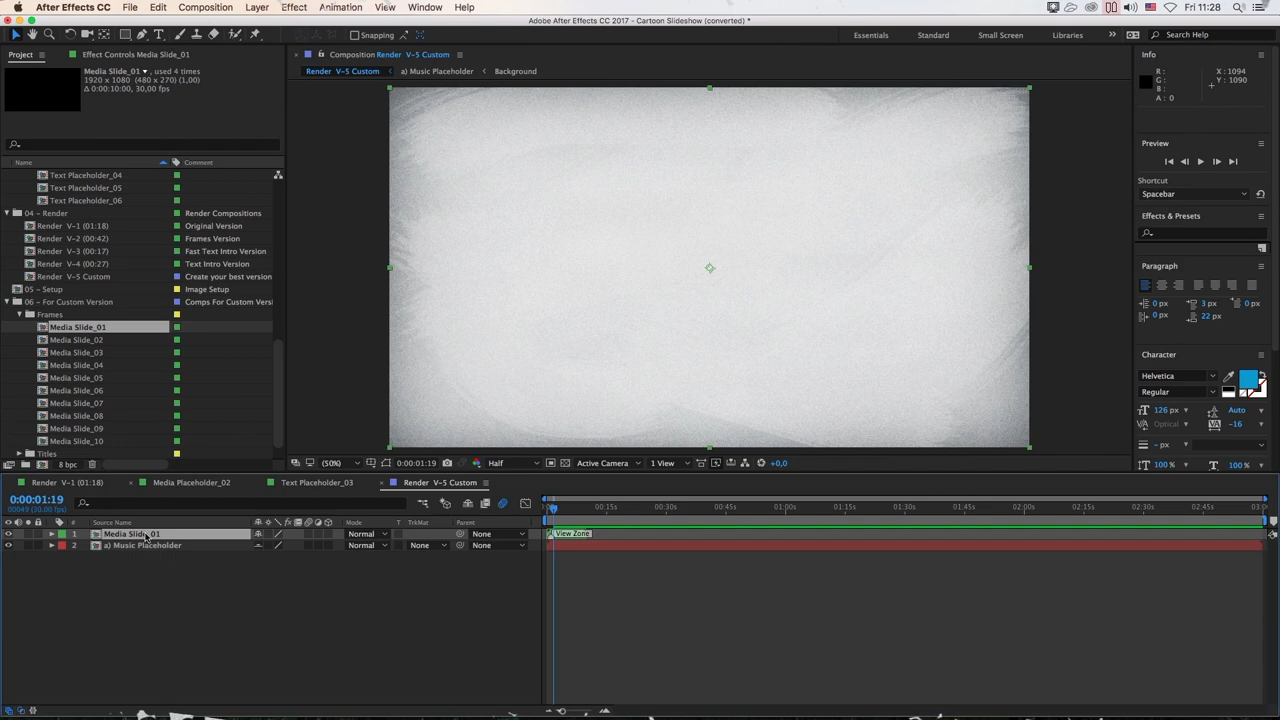 After Effects CC File Edit Composition Layer Effect Animation View Window Help Fri 11:28
Adobe After Effects CC 2017 - Cartoon Slideshow (converted) *
Snapping Essentials Standard Small Screen Libraries Search Help
Project Effect Controls Media Slide_01 Composition Render V-5 Custom Info
Media Slide_01 , used 4 times
1920 x 1080 (480 x 270) (1,00)
Δ 0:00:10:00, 30,00 fps
Render V-5 Custom a) Music Placeholder Background
R : X : 1094
G : Y : 1090
B :
A : 0
Preview
Shortcut
Spacebar
Effects & Presets
Paragraph
0 px 3 px 0 px
0 px 22 px
Character
Helvetica
Regular
126 px Auto
Optical -16
- px
100 % 100 %
Name Comment
Text Placeholder_04
Text Placeholder_05
Text Placeholder_06
04 - Render Render Compositions
Render V-1 (01:18) Original Version
Render V-2 (00:42) Frames Version
Render V-3 (00:17) Fast Text Intro Version
Render V-4 (00:27) Text Intro Version
Render V-5 Custom Create your best version
05 - Setup Image Setup
06 - For Custom Version Comps For Custom Versi
Frames
Media Slide_01
Media Slide_02
Media Slide_03
Media Slide_04
Media Slide_05
Media Slide_06
Media Slide_07
Media Slide_08
Media Slide_09
Media Slide_10
Titles
8 bpc
(50%) 0:00:01:19 Half Active Camera 1 View +0,0
Render V-1 (01:18) Media Placeholder_02 Text Placeholder_03 Render V-5 Custom
0:00:01:19
00049 (30.00 fps)
00:15s 00:30s 00:45s 01:00s 01:15s 01:30s 01:45s 02:00s 02:15s 02:30s 02:45s 03:0
# Source Name Mode T TrkMat Parent
1 Media Slide_01 Normal None View Zone
2 a) Music Placeholder Normal None None